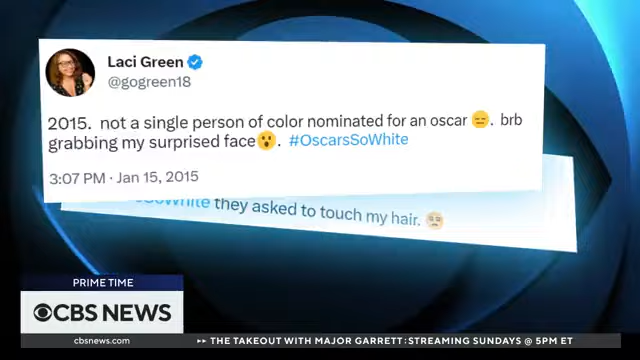 Laci Green
@gogreen18
2015. not a single person of color nominated for an oscar 😑. brb
grabbing my surprised face😮. #OscarsSoWhite
3:07 PM · Jan 15, 2015
SoWhite they asked to touch my hair.
PRIME TIME
CBS NEWS
cbsnews.com
▸▸ THE TAKEOUT WITH MAJOR GARRETT: STREAMING SUNDAYS @ 5PM ET